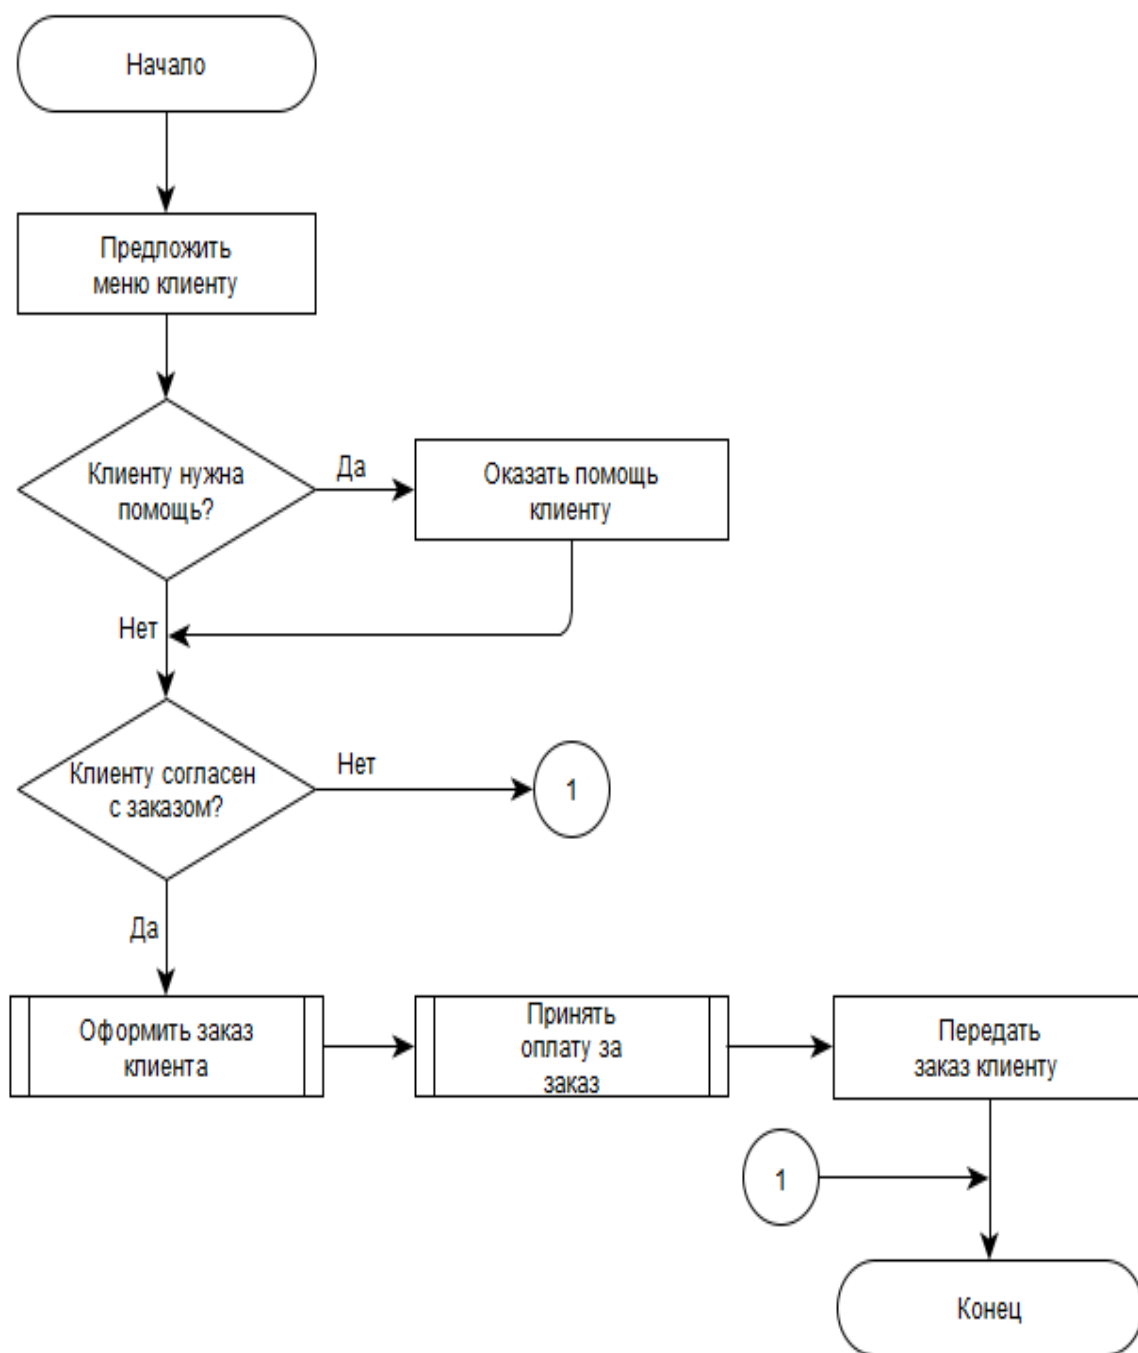 Начало
Предложить
меню клиенту
Клиенту нужна
помощь?
Да
Оказать помощь
клиенту
Нет
Клиенту согласен
с заказом?
Нет
1
Да
Оформить заказ
клиента
Принять
оплату за
заказ
Передать
заказ клиенту
1
Конец